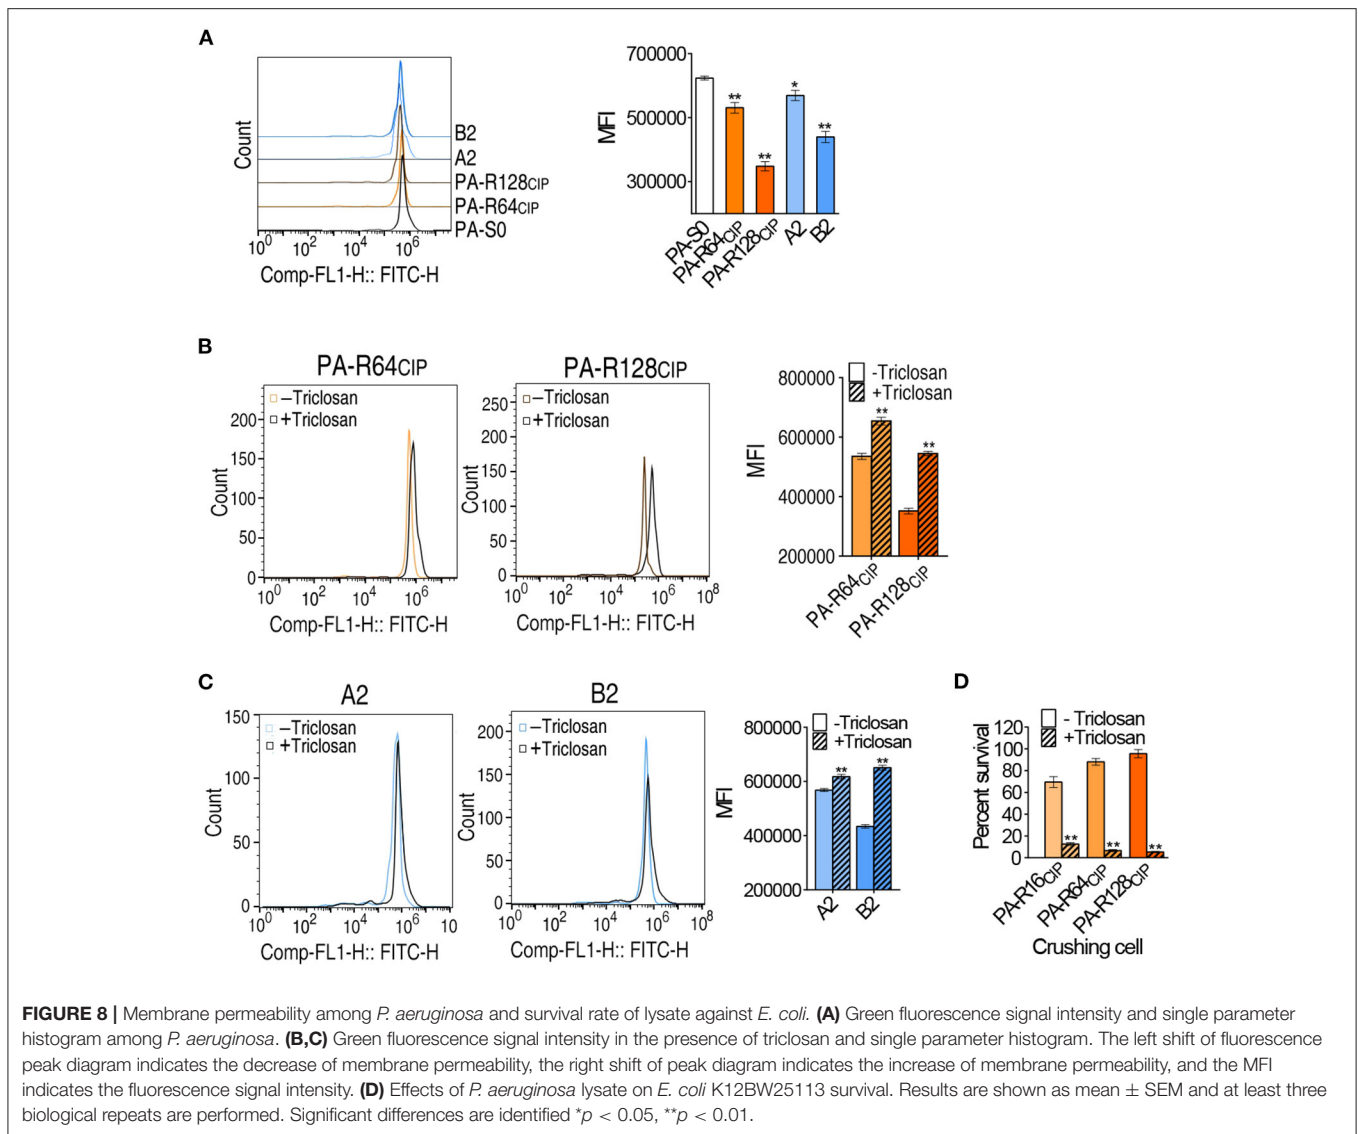 A
Count
B2
A2
PA-R128CIP
PA-R64CIP
PA-S0
10^0 10^2 10^4 10^6
Comp-FL1-H:: FITC-H
MFI
700000
500000
300000
PA-S0
PA-R64CIP
PA-R128CIP
A2
B2
** ** * **
B
PA-R64CIP
–Triclosan
+Triclosan
Count
200
150
100
50
0
10^0 10^2 10^4 10^6
Comp-FL1-H:: FITC-H
PA-R128CIP
–Triclosan
+Triclosan
Count
250
200
150
100
50
0
10^0 10^2 10^4 10^6 10^8
Comp-FL1-H:: FITC-H
-Triclosan
+Triclosan
MFI
800000
600000
400000
200000
** **
PA-R64CIP
PA-R128CIP
C
A2
–Triclosan
+Triclosan
Count
150
100
50
0
10^0 10^2 10^4 10^6 10
Comp-FL1-H:: FITC-H
B2
–Triclosan
+Triclosan
Count
200
150
100
50
0
10^0 10^2 10^4 10^6 10^8
Comp-FL1-H:: FITC-H
-Triclosan
+Triclosan
MFI
800000
600000
400000
200000
** **
A2
B2
D
- Triclosan
+Triclosan
Percent survival
120
100
80
60
40
20
0
** ** **
PA-R16CIP
PA-R64CIP
PA-R128CIP
Crushing cell
FIGURE 8 | Membrane permeability among P. aeruginosa and survival rate of lysate against E. coli. (A) Green fluorescence signal intensity and single parameter
histogram among P. aeruginosa. (B,C) Green fluorescence signal intensity in the presence of triclosan and single parameter histogram. The left shift of fluorescence
peak diagram indicates the decrease of membrane permeability, the right shift of peak diagram indicates the increase of membrane permeability, and the MFI
indicates the fluorescence signal intensity. (D) Effects of P. aeruginosa lysate on E. coli K12BW25113 survival. Results are shown as mean ± SEM and at least three
biological repeats are performed. Significant differences are identified *p < 0.05, **p < 0.01.